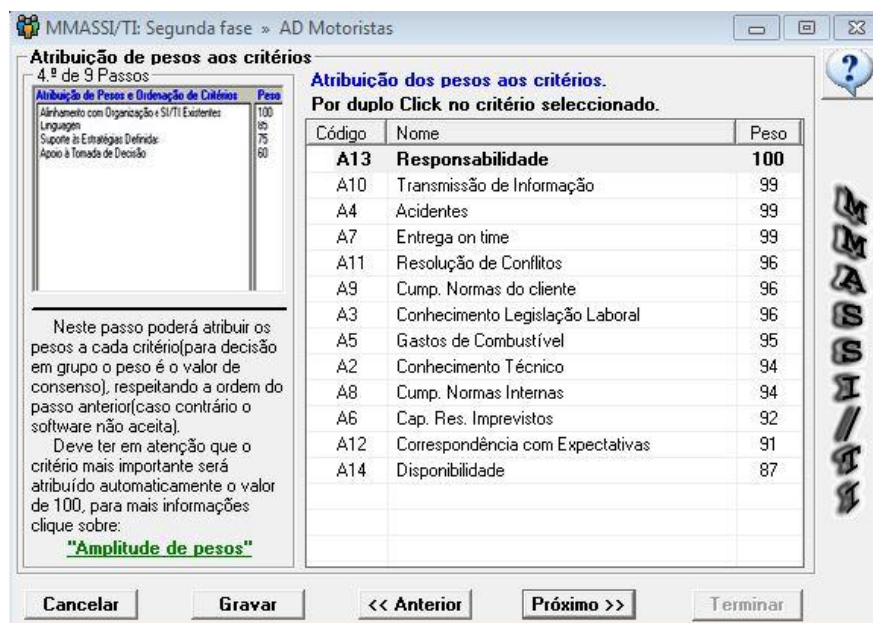 MMASSI/TI: Segunda fase » AD Motoristas
Atribuição de pesos aos critérios
4.º de 9 Passos
Atribuição de Pesos e Ordenação de Critérios Peso
Alinhamento com Organização e SI/TI Existentes 100
Linguagen 85
Suporte às Estratégias Definidas 75
Apoio à Tomada de Decisão 60
Neste passo poderá atribuir os
pesos a cada critério(para decisão
em grupo o peso é o valor de
consenso), respeitando a ordem do
passo anterior(caso contrário o
software não aceita).
Deve ter em atenção que o
critério mais importante será
atribuído automaticamente o valor
de 100, para mais informações
clique sobre:
"Amplitude de pesos"
Atribuição dos pesos aos critérios.
Por duplo Click no critério seleccionado.
Código Nome Peso
A13 Responsabilidade 100
A10 Transmissão de Informação 99
A4 Acidentes 99
A7 Entrega on time 99
A11 Resolução de Conflitos 96
A9 Cump. Normas do cliente 96
A3 Conhecimento Legislação Laboral 96
A5 Gastos de Combustível 95
A2 Conhecimento Técnico 94
A8 Cump. Normas Internas 94
A6 Cap. Res. Imprevistos 92
A12 Correspondência com Expectativas 91
A14 Disponibilidade 87
?
MMASSI/TI
Cancelar Gravar << Anterior Próximo >> Terminar